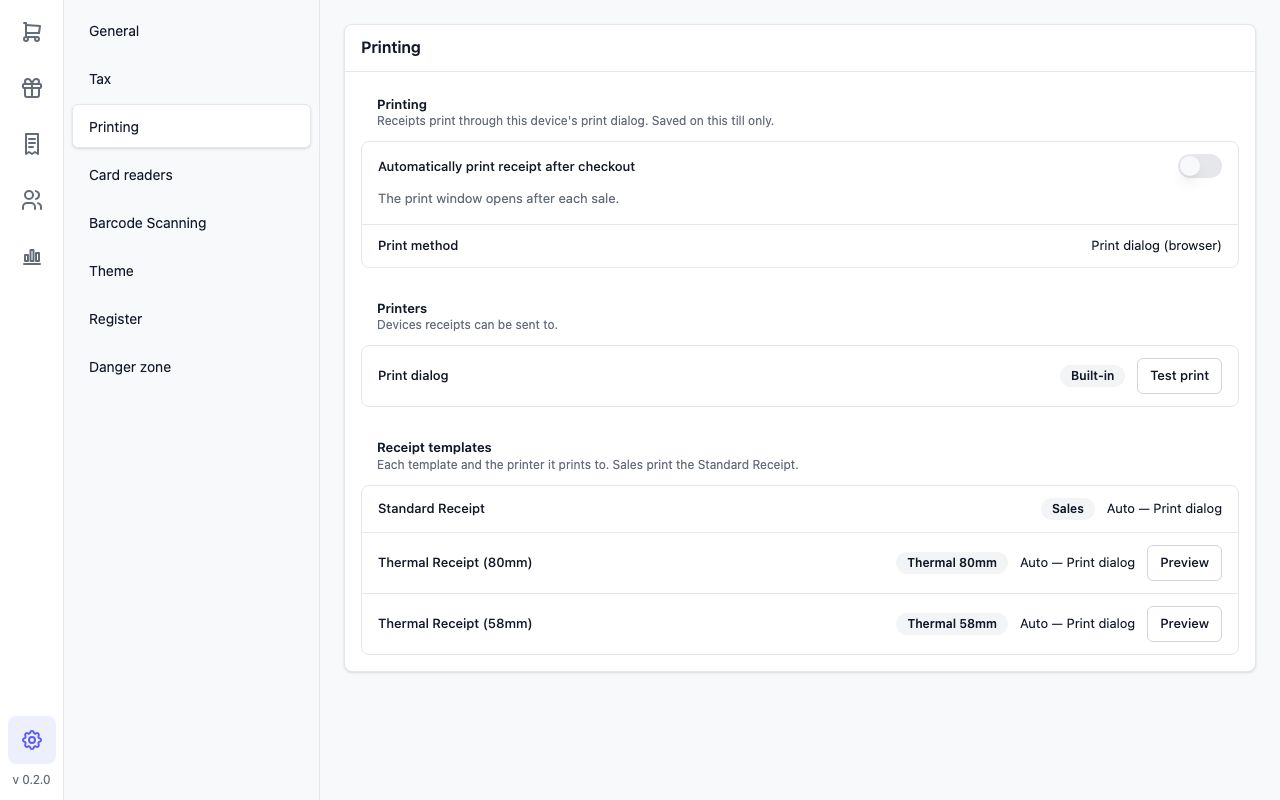 General
Tax
Printing
Card readers
Barcode Scanning
Theme
Register
Danger zone
v 0.2.0
Printing
Printing
Receipts print through this device's print dialog. Saved on this till only.
Automatically print receipt after checkout
The print window opens after each sale.
Print method Print dialog (browser)
Printers
Devices receipts can be sent to.
Print dialog Built-in Test print
Receipt templates
Each template and the printer it prints to. Sales print the Standard Receipt.
Standard Receipt Sales Auto — Print dialog
Thermal Receipt (80mm) Thermal 80mm Auto — Print dialog Preview
Thermal Receipt (58mm) Thermal 58mm Auto — Print dialog Preview